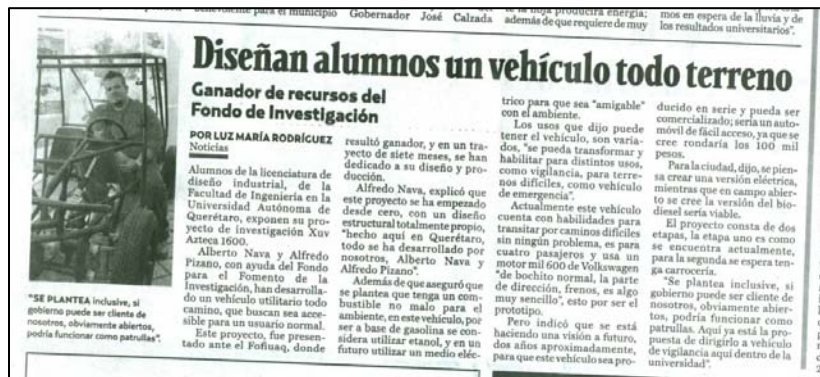 benevolente para el municipio
Gobernador José Calzada
te la hoja producirá energía;
además de que requiere de muy
mos en espera de la lluvia y de
los resultados universitarios".
Diseñan alumnos un vehículo todo terreno
Ganador de recursos del
Fondo de Investigación
POR LUZ MARÍA RODRÍGUEZ
Noticias
Alumnos de la licenciatura de
diseño industrial, de la
Facultad de Ingeniería en la
Universidad Autónoma de
Querétaro, exponen su pro-
yecto de investigación Xuv
Azteca 1600.
Alberto Nava y Alfredo
Pizano, con ayuda del Fondo
para el Fomento de la
Investigación, han desarrolla-
do un vehículo utilitario todo
camino, que buscan sea acce-
sible para un usuario normal.
Este proyecto, fue presen-
tado ante el Fofiuaq, donde
resultó ganador, y en un tra-
yecto de siete meses, se han
dedicado a su diseño y pro-
ducción.
Alfredo Nava, explicó que
este proyecto se ha empezado
desde cero, con un diseño
estructural totalmente propio,
"hecho aquí en Querétaro,
todo se ha desarrollado por
nosotros, Alberto Nava y
Alfredo Pizano".
Además de que aseguró que
se plantea que tenga un com-
bustible no malo para el
ambiente, en este vehículo, por
ser a base de gasolina se con-
sidera utilizar etanol, y en un
futuro utilizar un medio eléc-
trico para que sea "amigable"
con el ambiente.
Los usos que dijo puede
tener el vehículo, son varia-
dos, "se pueda transformar y
habilitar para distintos usos,
como vigilancia, para terre-
nos difíciles, como vehículo
de emergencia".
Actualmente este vehículo
cuenta con habilidades para
transitar por caminos difíciles
sin ningún problema, es para
cuatro pasajeros y usa un
motor mil 600 de Volkswagen
"de bochito normal, la parte
de dirección, frenos, es algo
muy sencillo", esto por ser el
prototipo.
Pero indicó que se está
haciendo una visión a futuro,
dos años aproximadamente,
para que este vehículo sea pro-
ducido en serie y pueda ser
comercializado; sería un auto-
móvil de fácil acceso, ya que se
cree rondaría los 100 mil
pesos.
Para la ciudad, dijo, se pien-
sa crear una versión eléctrica,
mientras que en campo abier-
to se cree la versión del bio-
diesel sería viable.
El proyecto consta de dos
etapas, la etapa uno es como
se encuentra actualmente,
para la segunda se espera ten-
ga carrocería.
"Se plantea inclusive, si
gobierno puede ser cliente de
nosotros, obviamente abier-
tos, podría funcionar como
patrullas. Aquí ya está la pro-
puesta de dirigirlo a vehículo
de vigilancia aquí dentro de la
universidad".
"SE PLANTEA inclusive, si
gobierno puede ser cliente de
nosotros, obviamente abiertos,
podría funcionar como patrullas".